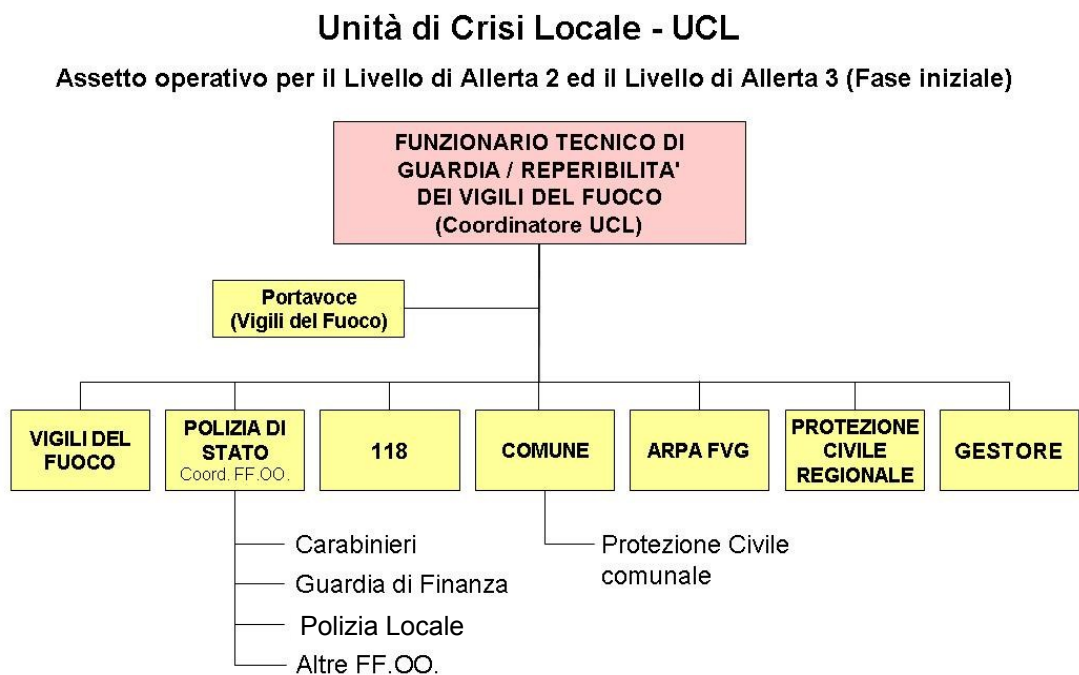 Unità di Crisi Locale - UCL
Assetto operativo per il Livello di Allerta 2 ed il Livello di Allerta 3 (Fase iniziale)
FUNZIONARIO TECNICO DI
GUARDIA / REPERIBILITA'
DEI VIGILI DEL FUOCO
(Coordinatore UCL)
Portavoce
(Vigili del Fuoco)
VIGILI DEL
FUOCO
POLIZIA DI
STATO
Coord. FF.OO.
118
COMUNE
ARPA FVG
PROTEZIONE
CIVILE
REGIONALE
GESTORE
Carabinieri
Guardia di Finanza
Polizia Locale
Altre FF.OO.
Protezione Civile
comunale